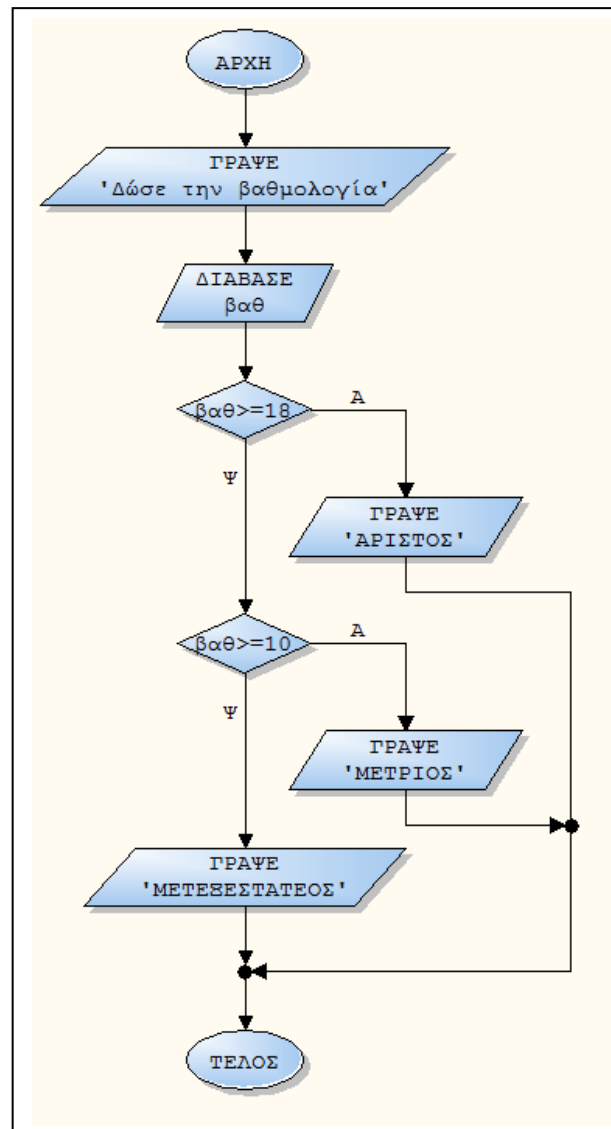 ΑΡΧΗ
ΓΡΑΨΕ
'Δώσε την βαθμολογία'
ΔΙΑΒΑΣΕ
βαθ
βαθ>=18
Α
Ψ
ΓΡΑΨΕ
'ΑΡΙΣΤΟΣ'
βαθ>=10
Α
Ψ
ΓΡΑΨΕ
'ΜΕΤΡΙΟΣ'
ΓΡΑΨΕ
'ΜΕΤΕΞΕΣΤΑΤΕΟΣ'
ΤΕΛΟΣ